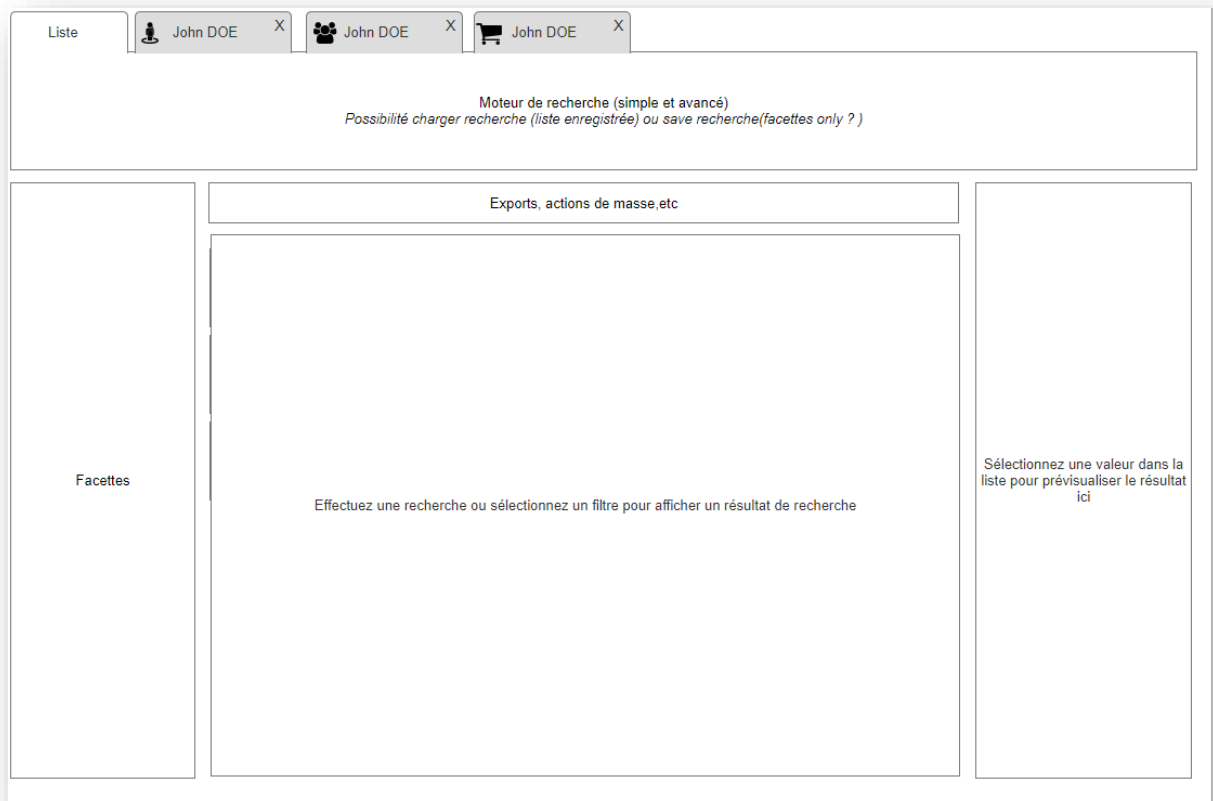 Liste
John DOE
X
John DOE
X
John DOE
X
Moteur de recherche (simple et avancé)
Possibilité charger recherche (liste enregistrée) ou save recherche(facettes only ? )
Exports, actions de masse,etc
Facettes
Effectuez une recherche ou sélectionnez un filtre pour afficher un résultat de recherche
Sélectionnez une valeur dans la
liste pour prévisualiser le résultat
ici